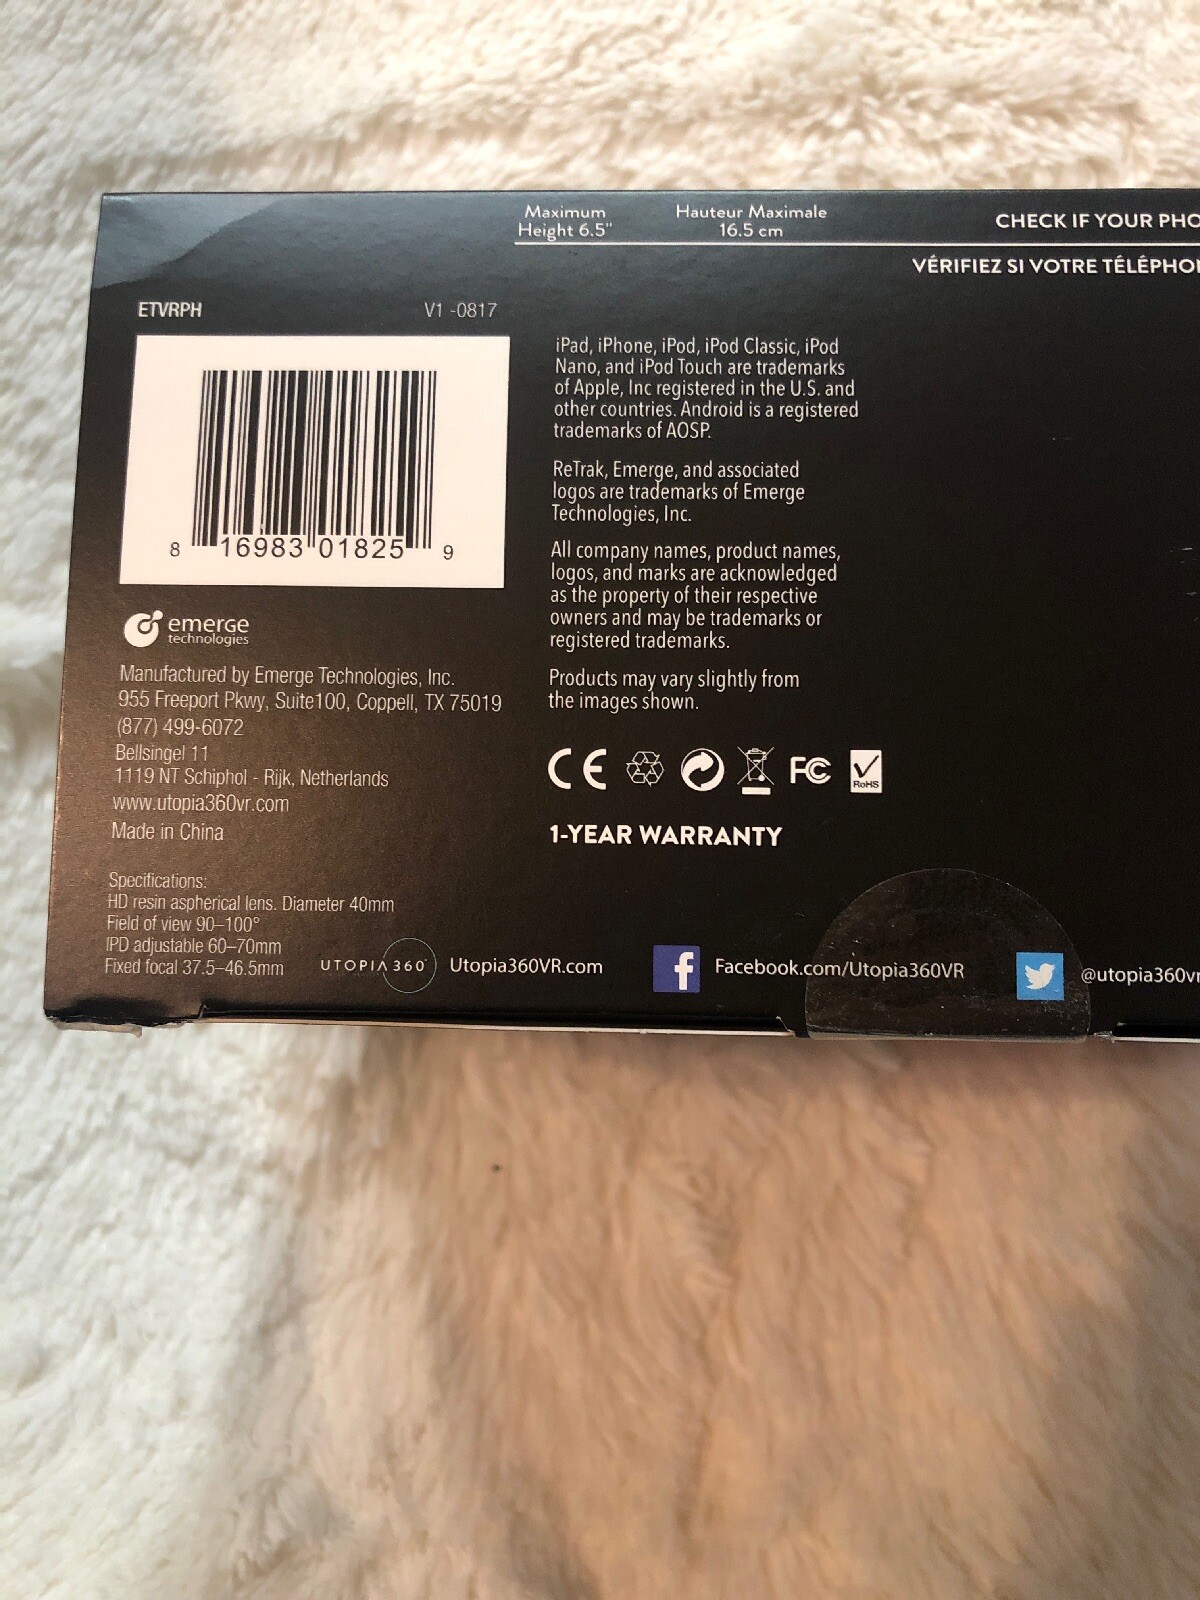 Maximum
Height 6.5"
Hauteur Maximale
16.5 cm
CHECK IF YOUR
VÉRIFIEZ SI VOTRE
ETVRPH
V1 -0817
8 16983 01825 9
emerge
technologies
Manufactured by Emerge Technologies, Inc.
955 Freeport Pkwy, Suite100, Coppell, TX 75019
(877) 499-6072
Bellsingel 11
1119 NT Schiphol - Rijk, Netherlands
www.utopia360vr.com
Made in China
Specifications:
HD resin aspherical lens. Diameter 40mm
Field of view 90–100°
IPD adjustable 60–70mm
Fixed focal 37.5–46.5mm
iPad, iPhone, iPod, iPod Classic, iPod
Nano, and iPod Touch are trademarks
of Apple, Inc registered in the U.S. and
other countries. Android is a registered
trademarks of AOSP.
ReTrak, Emerge, and associated
logos are trademarks of Emerge
Technologies, Inc.
All company names, product names,
logos, and marks are acknowledged
as the property of their respective
owners and may be trademarks or
registered trademarks.
Products may vary slightly from
the images shown.
CE FC RoHS
1-YEAR WARRANTY
UTOPIA 360° Utopia360VR.com f Facebook.com/Utopia360VR